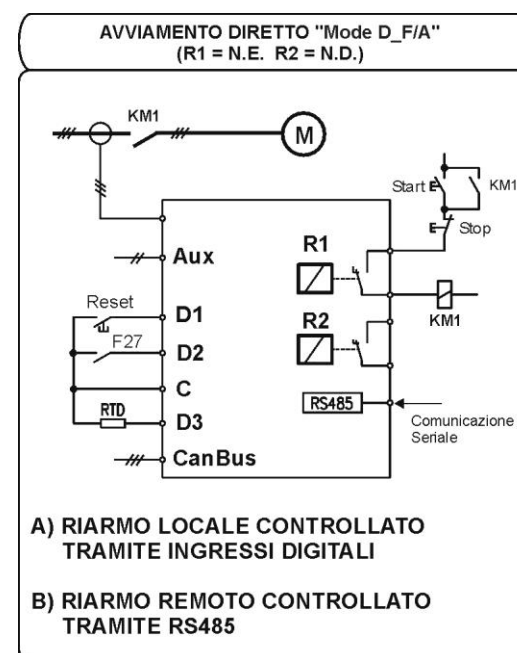 AVVIAMENTO DIRETTO "Mode D_F/A"
(R1 = N.E. R2 = N.D.)
KM1
M
Start
KM1
Stop
R1
Aux
Reset
D1
KM1
F27
R2
D2
C
RTD
D3
RS485
Comunicazione
Seriale
CanBus
A) RIARMO LOCALE CONTROLLATO
TRAMITE INGRESSI DIGITALI
B) RIARMO REMOTO CONTROLLATO
TRAMITE RS485